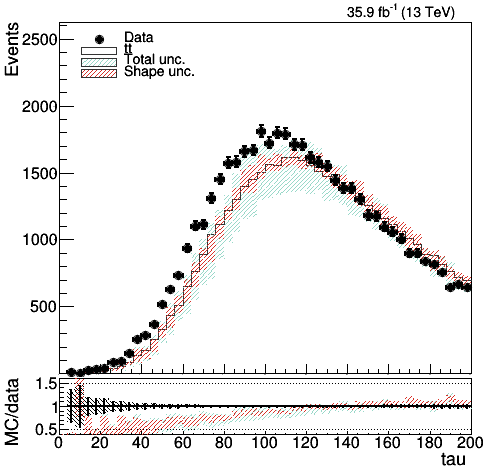 35.9 fb⁻¹ (13 TeV)
Events
2500
2000
1500
1000
500
Data
tt
Total unc.
Shape unc.
MC/data
1.5
1
0.5
0 20 40 60 80 100 120 140 160 180 200
tau